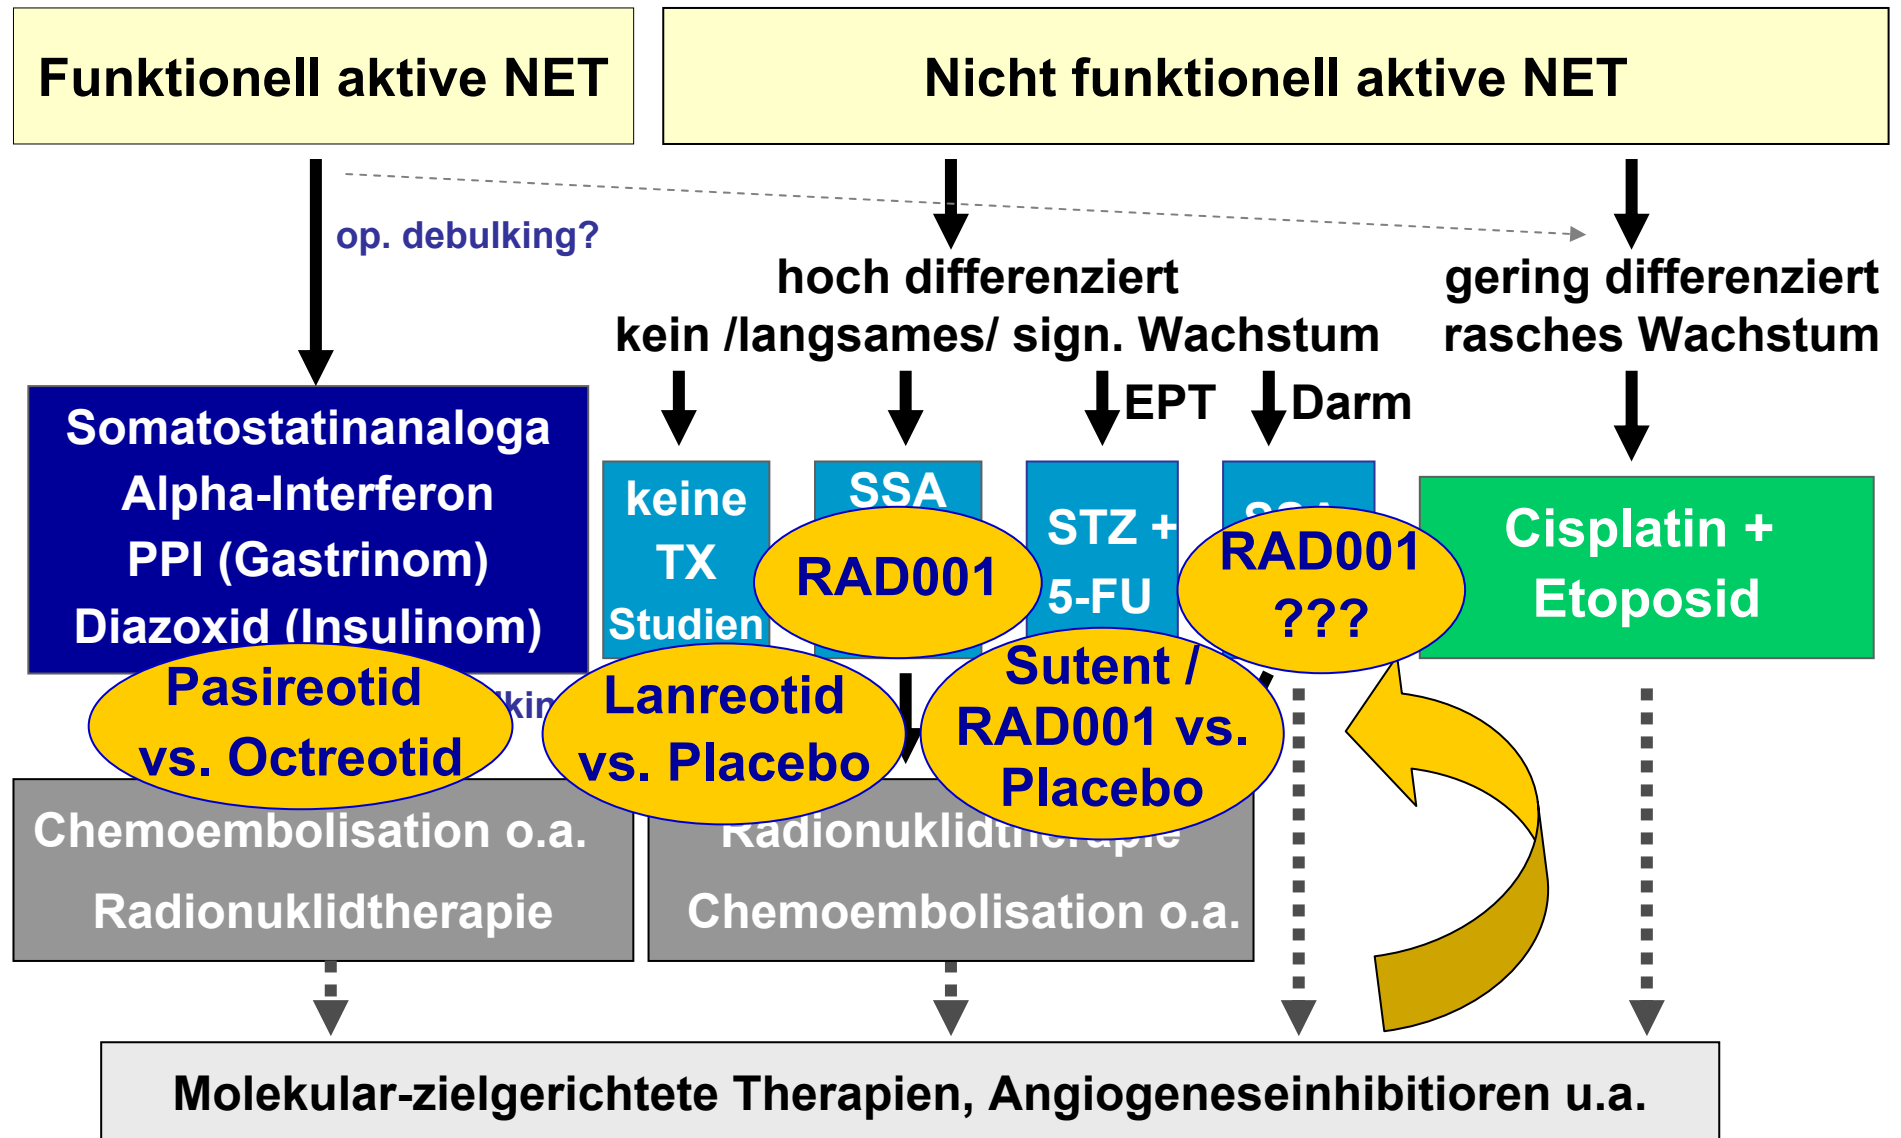 Funktionell aktive NET
Nicht funktionell aktive NET
op. debulking?
hoch differenziert
kein /langsames/ sign. Wachstum
gering differenziert
rasches Wachstum
EPT
Darm
Somatostatinanaloga
Alpha-Interferon
PPI (Gastrinom)
Diazoxid (Insulinom)
keine
TX
Studien
SSA
RAD001
STZ +
5-FU
RAD001
???
Cisplatin +
Etoposid
Pasireotid
vs. Octreotid
Lanreotid
vs. Placebo
Sutent /
RAD001 vs.
Placebo
Chemoembolisation o.a.
Radionuklidtherapie
Radionuklidtherapie
Chemoembolisation o.a.
Molekular-zielgerichtete Therapien, Angiogeneseinhibitioren u.a.